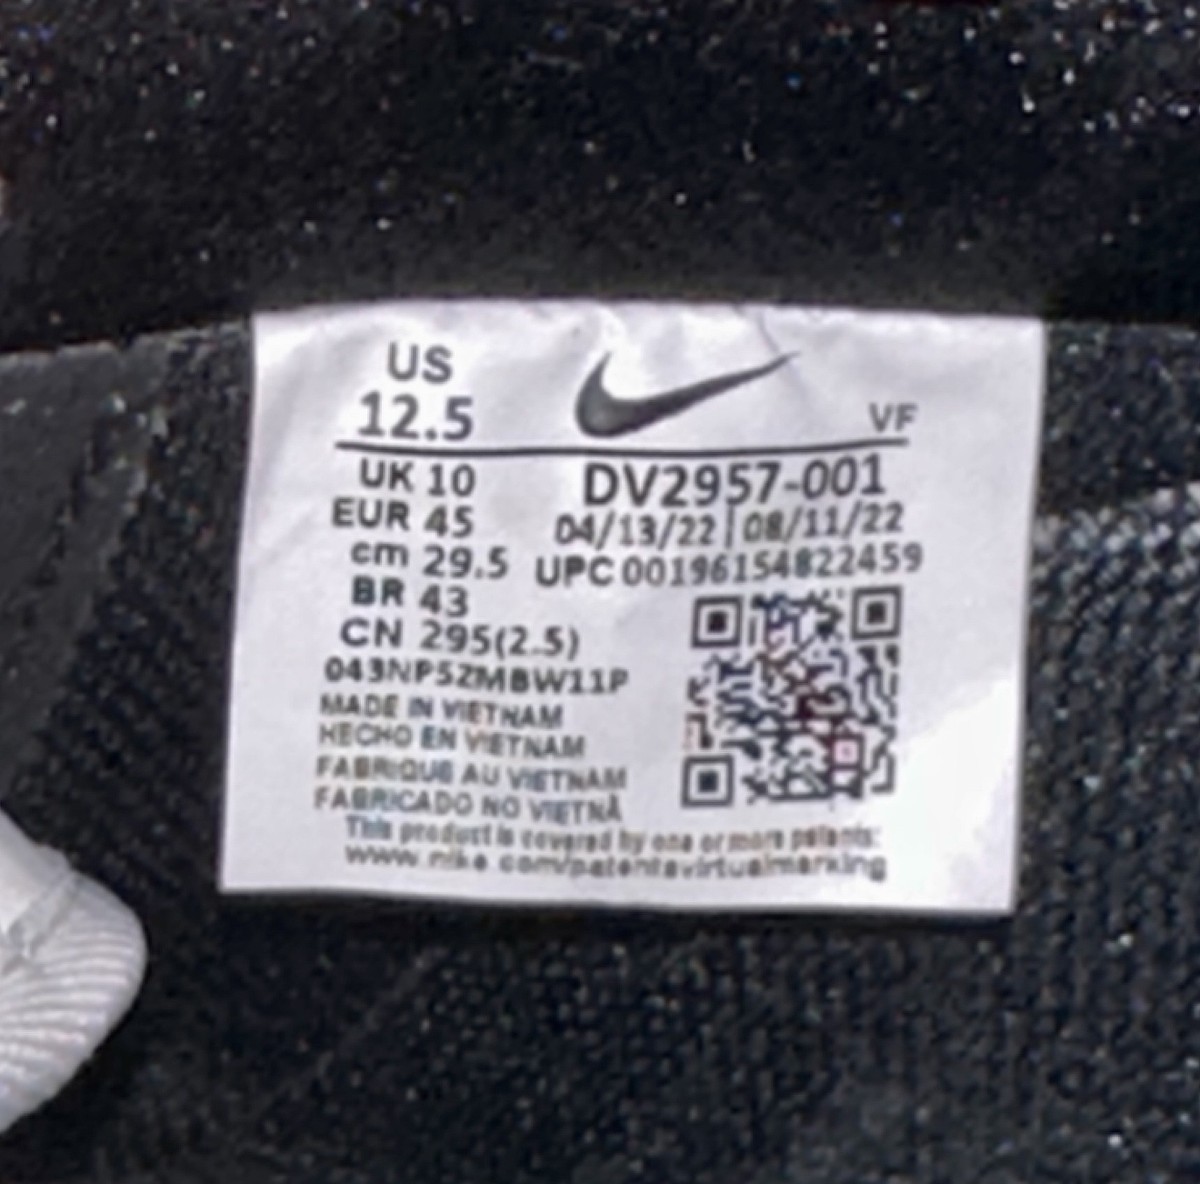 US
12.5
VF
UK 10
DV2957-001
EUR 45
04/13/22 | 08/11/22
cm 29.5
UPC 00196154822459
BR 43
CN 295(2.5)
043NP5ZMBW11P
MADE IN VIETNAM
HECHO EN VIETNAM
FABRIQUE AU VIETNAM
FABRICADO NO VIETNÃ
This product is covered by one or more patents:
www.nike.com/patentsvirtualmarking